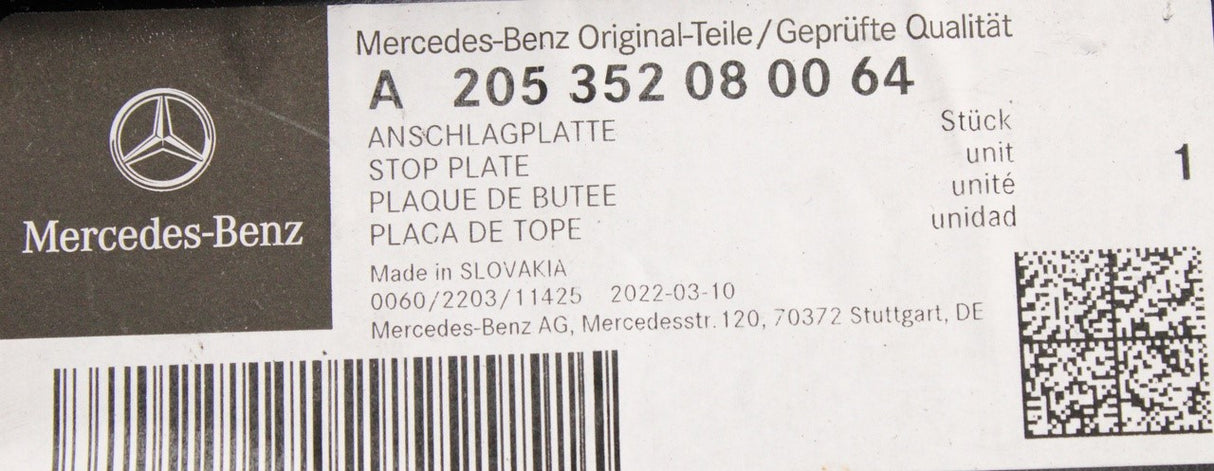 Mercedes-Benz
Mercedes-Benz Original-Teile/Geprüfte Qualität
A 205 352 08 00 64
ANSCHLAGPLATTE
STOP PLATE
PLAQUE DE BUTEE
PLACA DE TOPE
Stück
unit
unité
unidad
1
Made in SLOVAKIA
0060/2203/11425 2022-03-10
Mercedes-Benz AG, Mercedesstr. 120, 70372 Stuttgart, DE